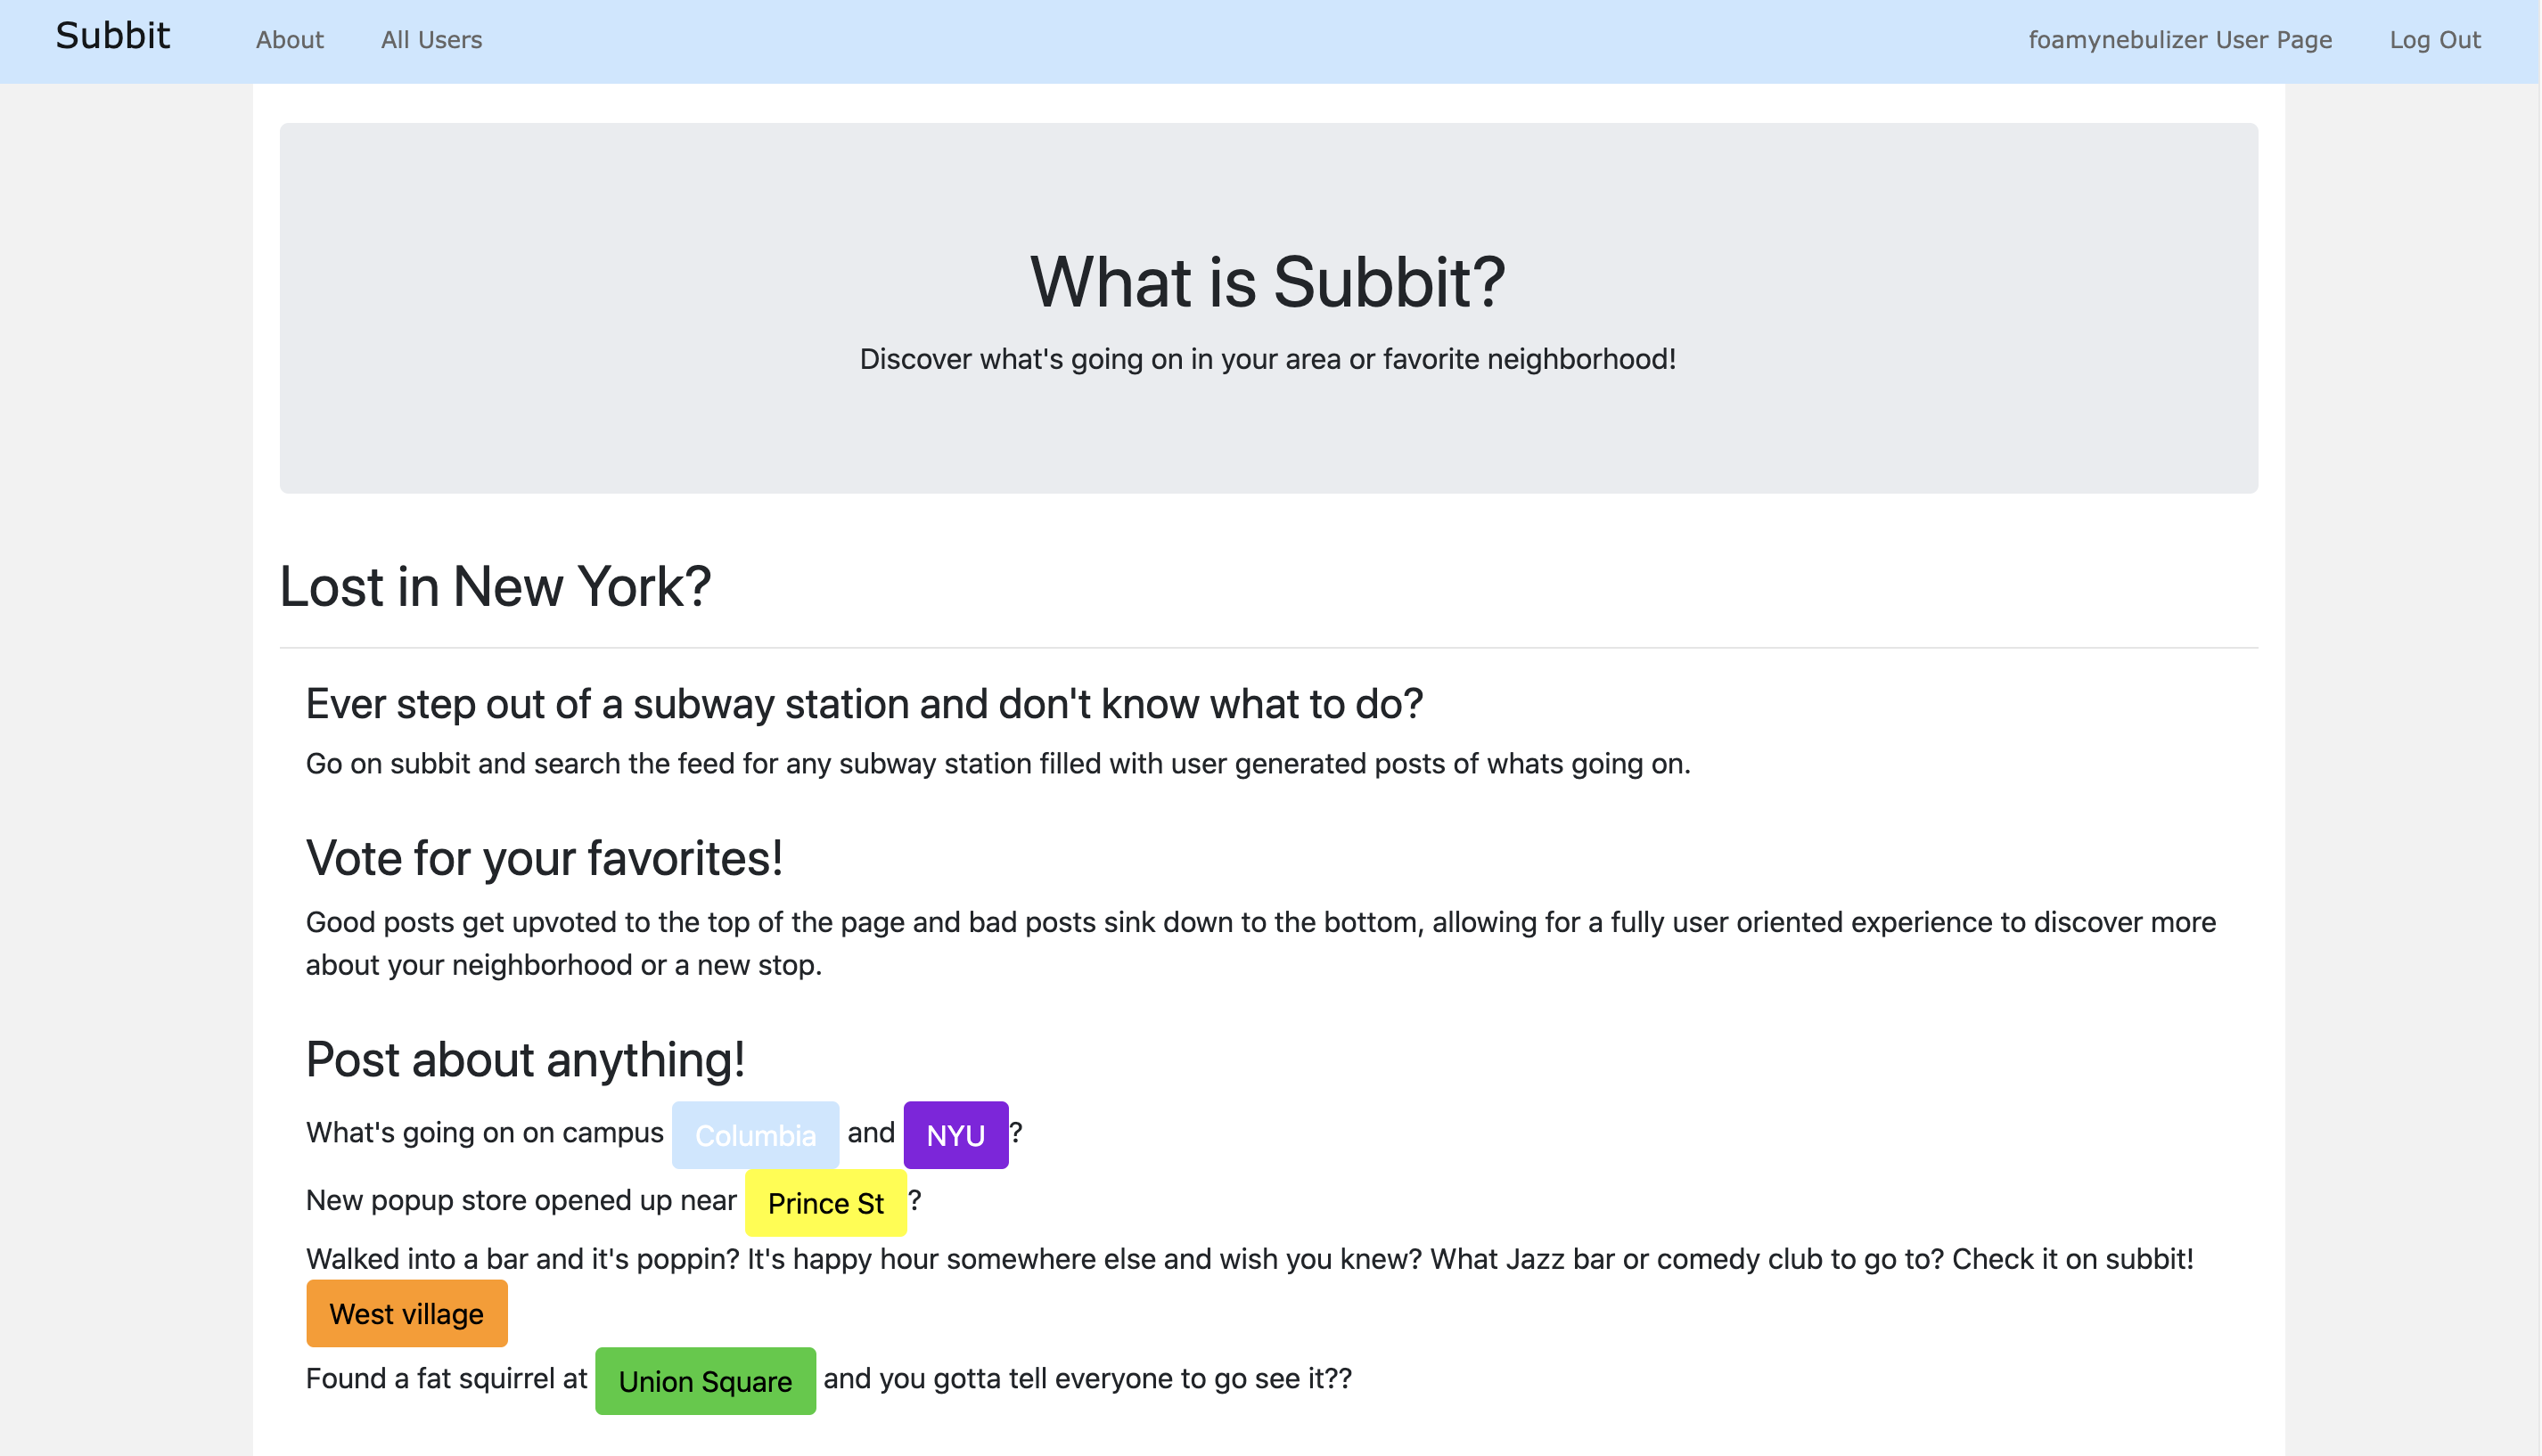 Subbit About All Users foamynebulizer User Page Log Out
What is Subbit?
Discover what's going on in your area or favorite neighborhood!
Lost in New York?
Ever step out of a subway station and don't know what to do?
Go on subbit and search the feed for any subway station filled with user generated posts of whats going on.
Vote for your favorites!
Good posts get upvoted to the top of the page and bad posts sink down to the bottom, allowing for a fully user oriented experience to discover more
about your neighborhood or a new stop.
Post about anything!
What's going on on campus Columbia and NYU ?
New popup store opened up near Prince St ?
Walked into a bar and it's poppin? It's happy hour somewhere else and wish you knew? What Jazz bar or comedy club to go to? Check it on subbit!
West village
Found a fat squirrel at Union Square and you gotta tell everyone to go see it??